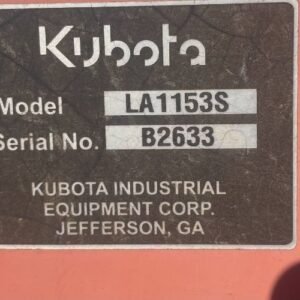 Kubota
Model LA1153S
Serial No. B2633
KUBOTA INDUSTRIAL
EQUIPMENT CORP.
JEFFERSON, GA